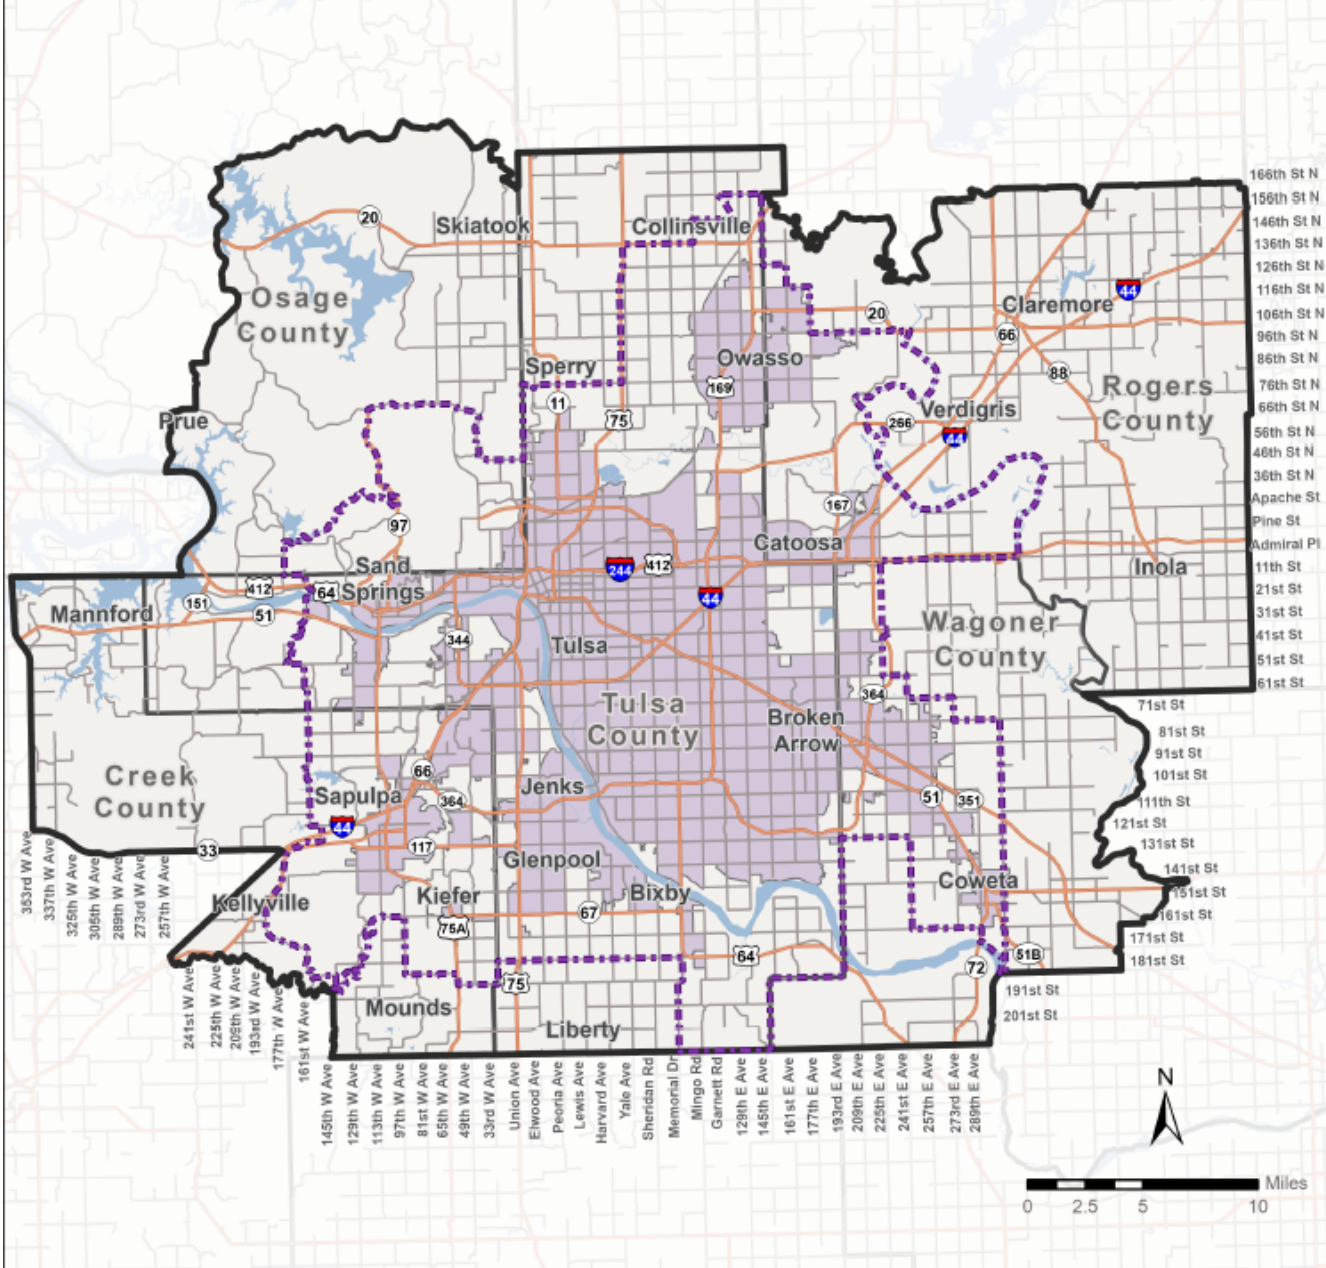 166th St N
156th St N
146th St N
136th St N
126th St N
116th St N
106th St N
96th St N
86th St N
76th St N
66th St N
56th St N
46th St N
36th St N
Apache St
Pine St
Admiral Pl
11th St
21st St
31st St
41st St
51st St
61st St
71st St
81st St
91st St
101st St
111th St
121st St
131st St
141st St
151st St
161st St
171st St
181st St
191st St
201st St
20
Skiatook
Collinsville
Osage
County
Claremore
44
20
66
Sperry
Owasso
169
88
Rogers
County
11
75
Prue
Verdigris
266
44
97
167
Catoosa
Sand
Springs
412
64
244
412
44
Inola
Mannford
151
51
344
Tulsa
Wagoner
County
364
Tulsa
County
Broken
Arrow
Creek
County
66
Sapulpa
364
Jenks
51
351
44
33
117
Glenpool
Kellyville
Kiefer
Bixby
Coweta
75A
67
64
51B
72
75
Mounds
Liberty
353rd W Ave
337th W Ave
325th W Ave
305th W Ave
289th W Ave
273rd W Ave
257th W Ave
241st W Ave
225th W Ave
209th W Ave
193rd W Ave
177th W Ave
161st W Ave
145th W Ave
129th W Ave
113th W Ave
97th W Ave
81st W Ave
65th W Ave
49th W Ave
33rd W Ave
Union Ave
Elwood Ave
Peoria Ave
Lewis Ave
Harvard Ave
Yale Ave
Sheridan Rd
Memorial Dr
Mingo Rd
Garnett Rd
129th E Ave
145th E Ave
161st E Ave
177th E Ave
193rd E Ave
209th E Ave
225th E Ave
241st E Ave
257th E Ave
273rd E Ave
289th E Ave
N
Miles
0 2.5 5 10